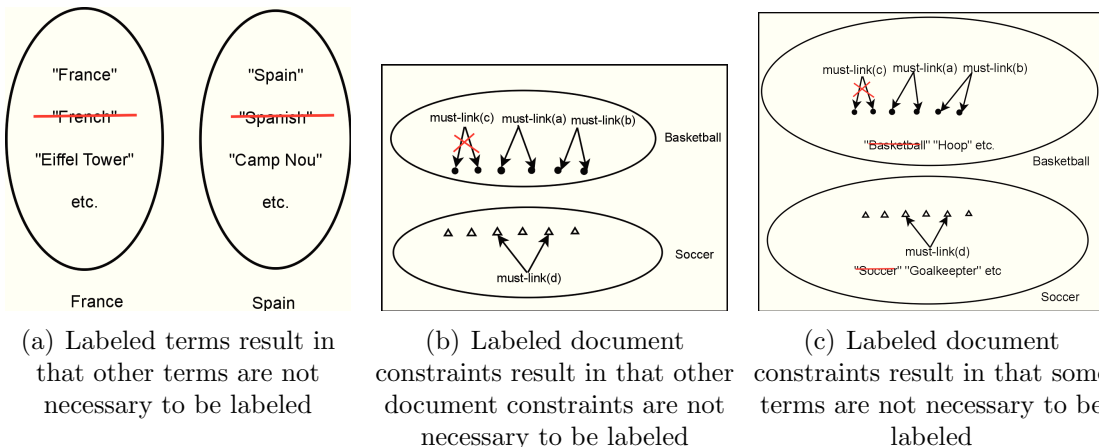 "France"
"French"
"Eiffel Tower"
etc.
France
"Spain"
"Spanish"
"Camp Nou"
etc.
Spain
(a) Labeled terms result in
that other terms are not
necessary to be labeled
must-link(c) must-link(a) must-link(b)
Basketball
must-link(d)
Soccer
(b) Labeled document
constraints result in that other
document constraints are not
necessary to be labeled
must-link(c) must-link(a) must-link(b)
"Basketball" "Hoop" etc.
Basketball
must-link(d)
"Soccer" "Goalkeepter" etc
Soccer
(c) Labeled document
constraints result in that some
terms are not necessary to be
labeled